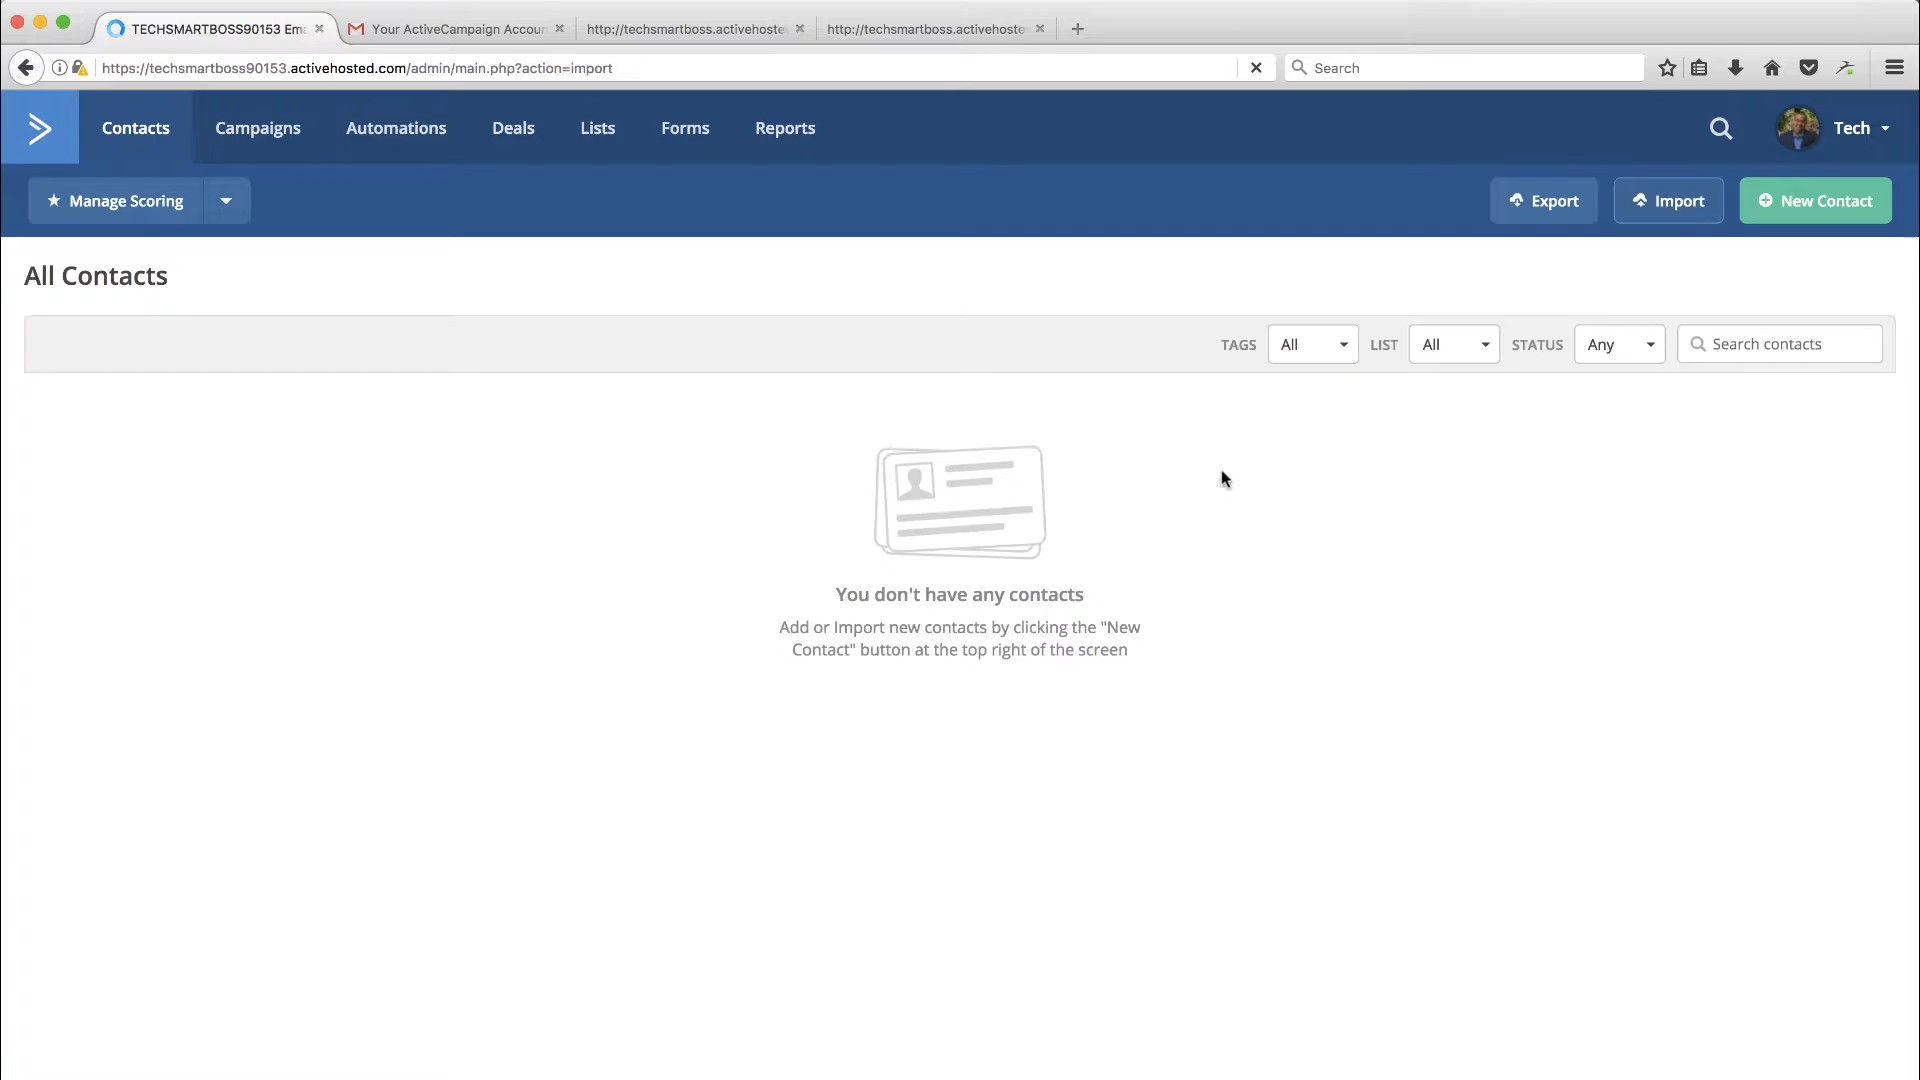 TECHSMARTBOSS90153 Ema
Your ActiveCampaign Accoun
http://techsmartboss.activehoste
http://techsmartboss.activehoste
https://techsmartboss90153.activehosted.com/admin/main.php?action=import
Search
Contacts
Campaigns
Automations
Deals
Lists
Forms
Reports
Tech
Manage Scoring
Export
Import
New Contact
All Contacts
TAGS
All
LIST
All
STATUS
Any
Search contacts
You don't have any contacts
Add or Import new contacts by clicking the "New
Contact" button at the top right of the screen